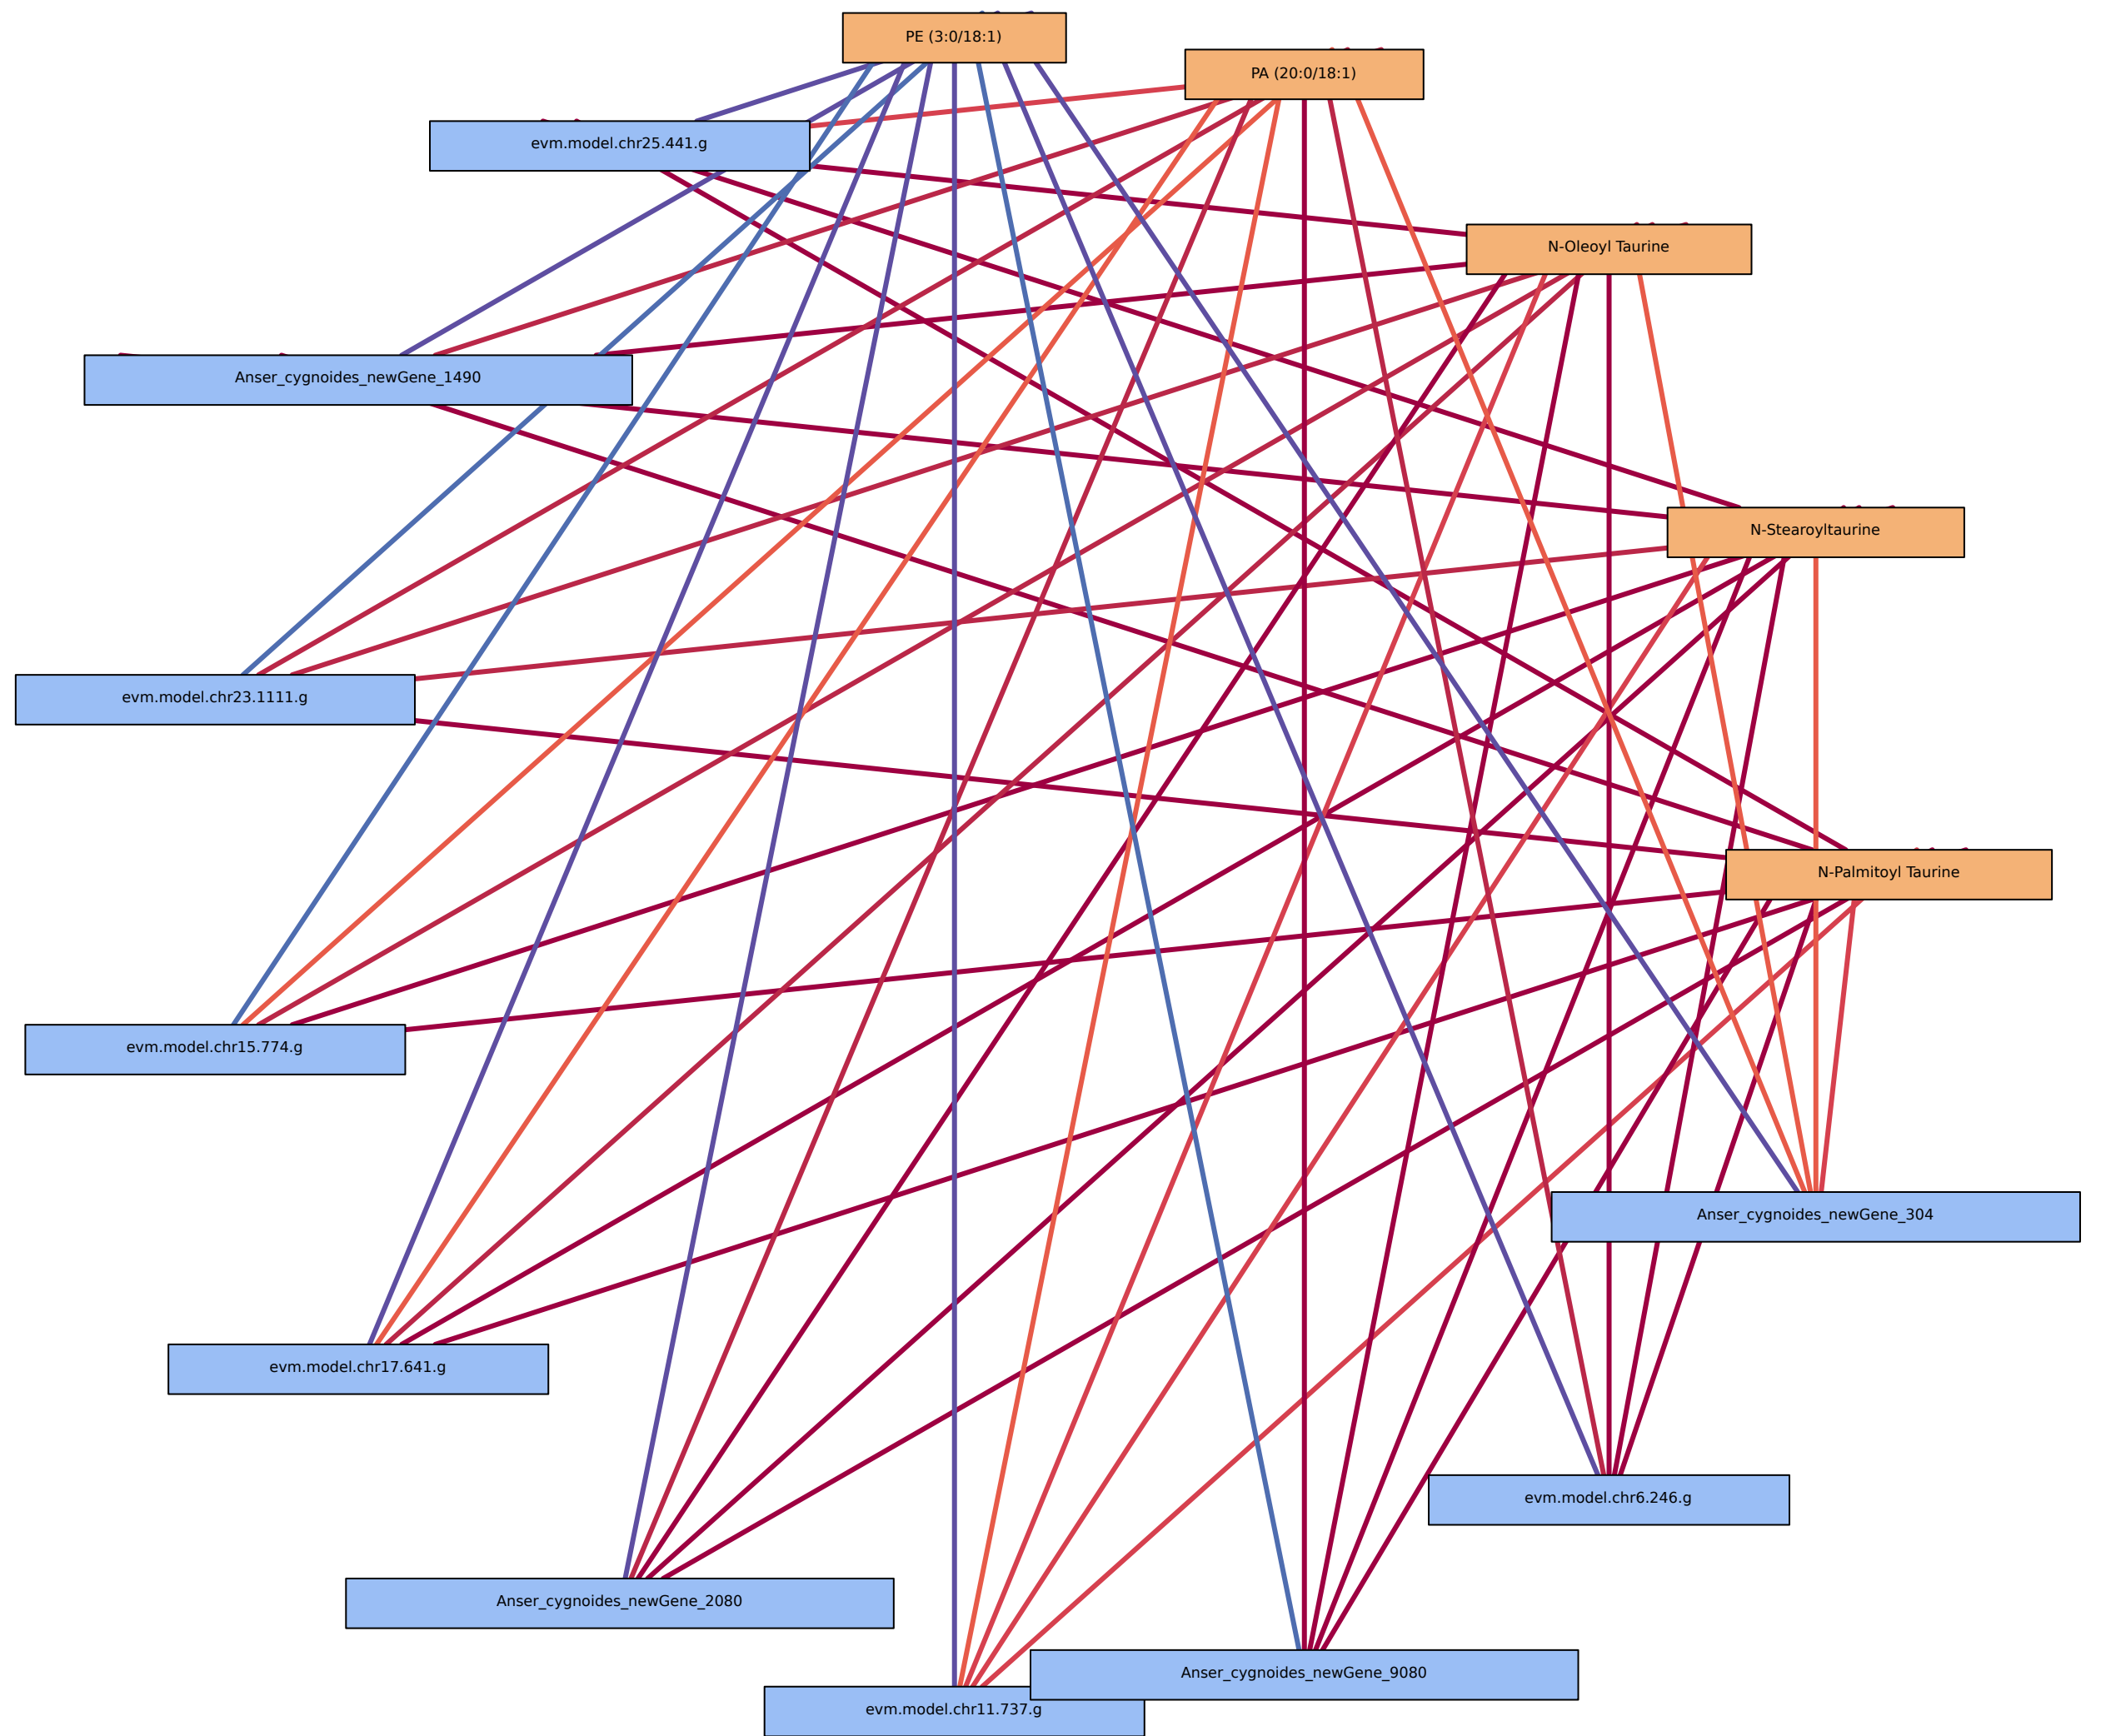 PE (3:0/18:1)
PA (20:0/18:1)
evm.model.chr25.441.g
N-Oleoyl Taurine
Anser_cygnoides_newGene_1490
N-Stearoyltaurine
evm.model.chr23.1111.g
N-Palmitoyl Taurine
evm.model.chr15.774.g
Anser_cygnoides_newGene_304
evm.model.chr17.641.g
evm.model.chr6.246.g
Anser_cygnoides_newGene_2080
Anser_cygnoides_newGene_9080
evm.model.chr11.737.g